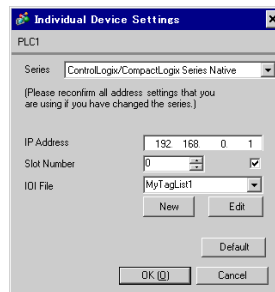 Individual Device Settings
PLC1
Series ControlLogix/CompactLogix Series Native
(Please reconfirm all address settings that you
are using if you have changed the series.)
IP Address 192. 168. 0. 1
Slot Number 0
IOI File MyTagList1
New Edit
Default
OK (O) Cancel